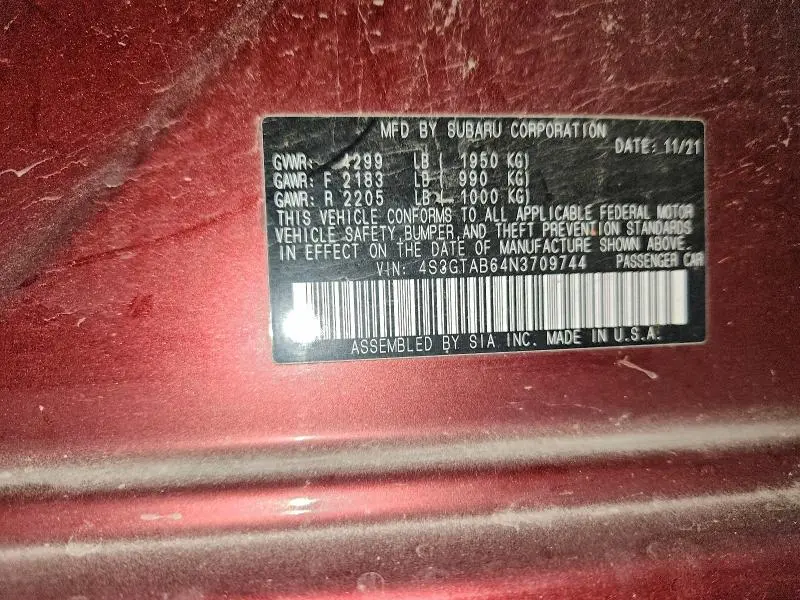 MFD BY SUBARU CORPORATION
DATE: 11/21
GVWR: 4299 LB ( 1950 KG)
GAWR: F 2183 LB ( 990 KG)
GAWR: R 2205 LB ( 1000 KG)
THIS VEHICLE CONFORMS TO ALL APPLICABLE FEDERAL MOTOR
VEHICLE SAFETY, BUMPER, AND THEFT PREVENTION STANDARDS
IN EFFECT ON THE DATE OF MANUFACTURE SHOWN ABOVE.
VIN: 4S3GTAB64N3709744 PASSENGER CAR
ASSEMBLED BY SIA INC. MADE IN U.S.A.